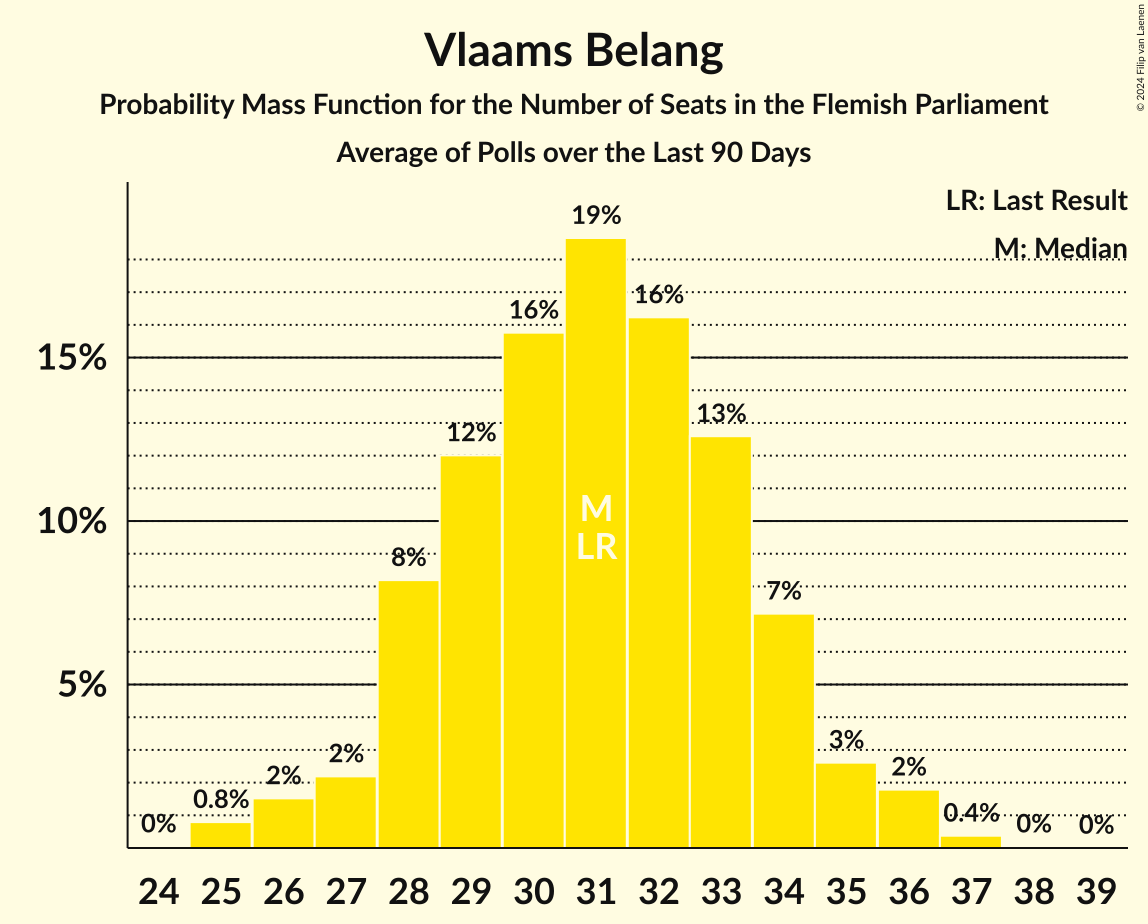 Vlaams Belang
Probability Mass Function for the Number of Seats in the Flemish Parliament
Average of Polls over the Last 90 Days
© 2024 Filip van Laenen
LR: Last Result
M: Median
15%
10%
5%
0%
0.8%
2%
2%
8%
12%
16%
19%
16%
13%
7%
3%
2%
0.4%
0%
0%
M
LR
24 25 26 27 28 29 30 31 32 33 34 35 36 37 38 39